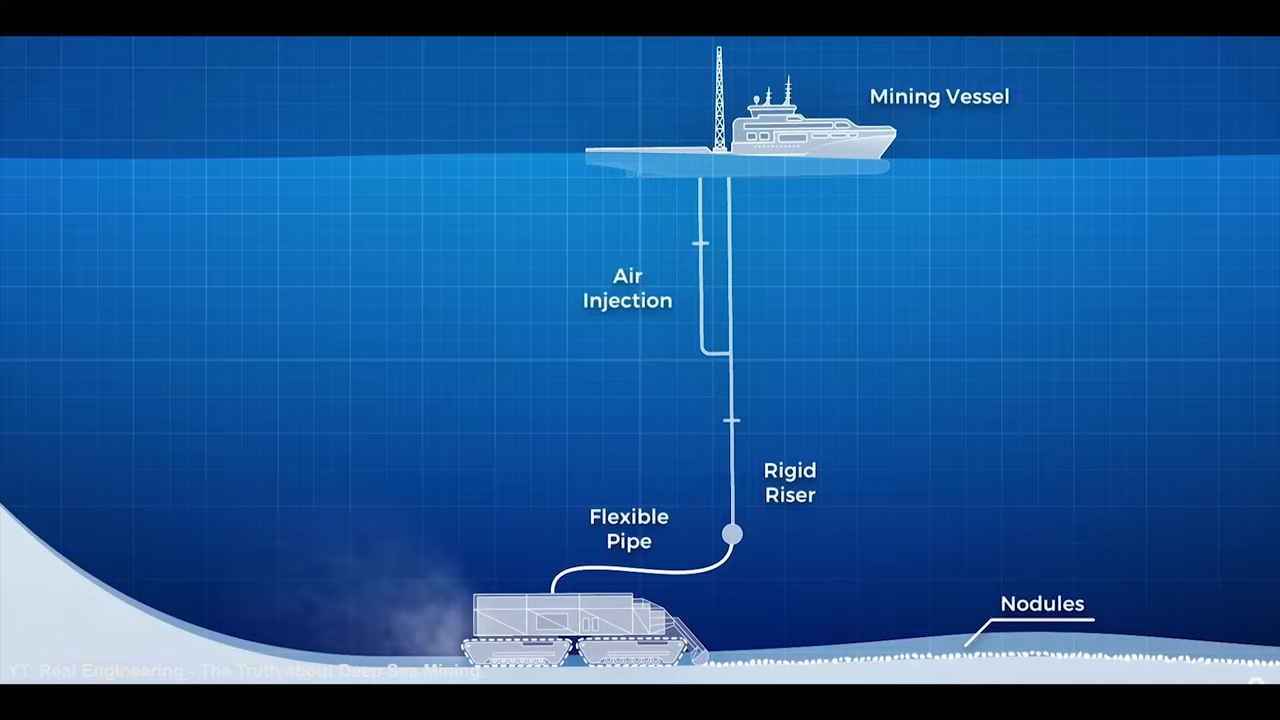 Mining Vessel
Air
Injection
Rigid
Riser
Flexible
Pipe
Nodules
YT: Real Engineering - The Truth about Deep Sea Mining